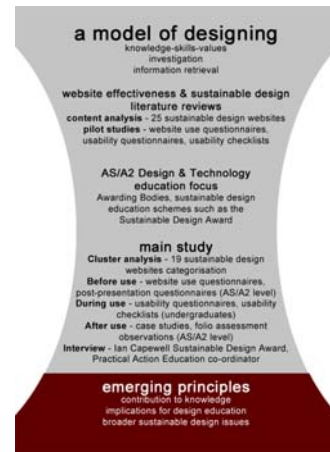 a model of designing
knowledge-skills-values
investigation
information retrieval
website effectiveness & sustainable design
literature reviews
content analysis - 25 sustainable design websites
pilot studies - website use questionnaires,
usability questionnaires, usability checklists
AS/A2 Design & Technology
education focus
Awarding Bodies, sustainable design
education schemes such as the
Sustainable Design Award
main study
Cluster analysis - 19 sustainable design
websites categorisation
Before use - website use questionnaires,
post-presentation questionnaires (AS/A2 level)
During use - usability questionnaires, usability
checklists (undergraduates)
After use - case studies, folio assessment
observations (AS/A2 level)
Interview - Ian Capewell Sustainable Design Award,
Practical Action Education co-ordinator
emerging principles
contribution to knowledge
implications for design education
broader sustainable design issues